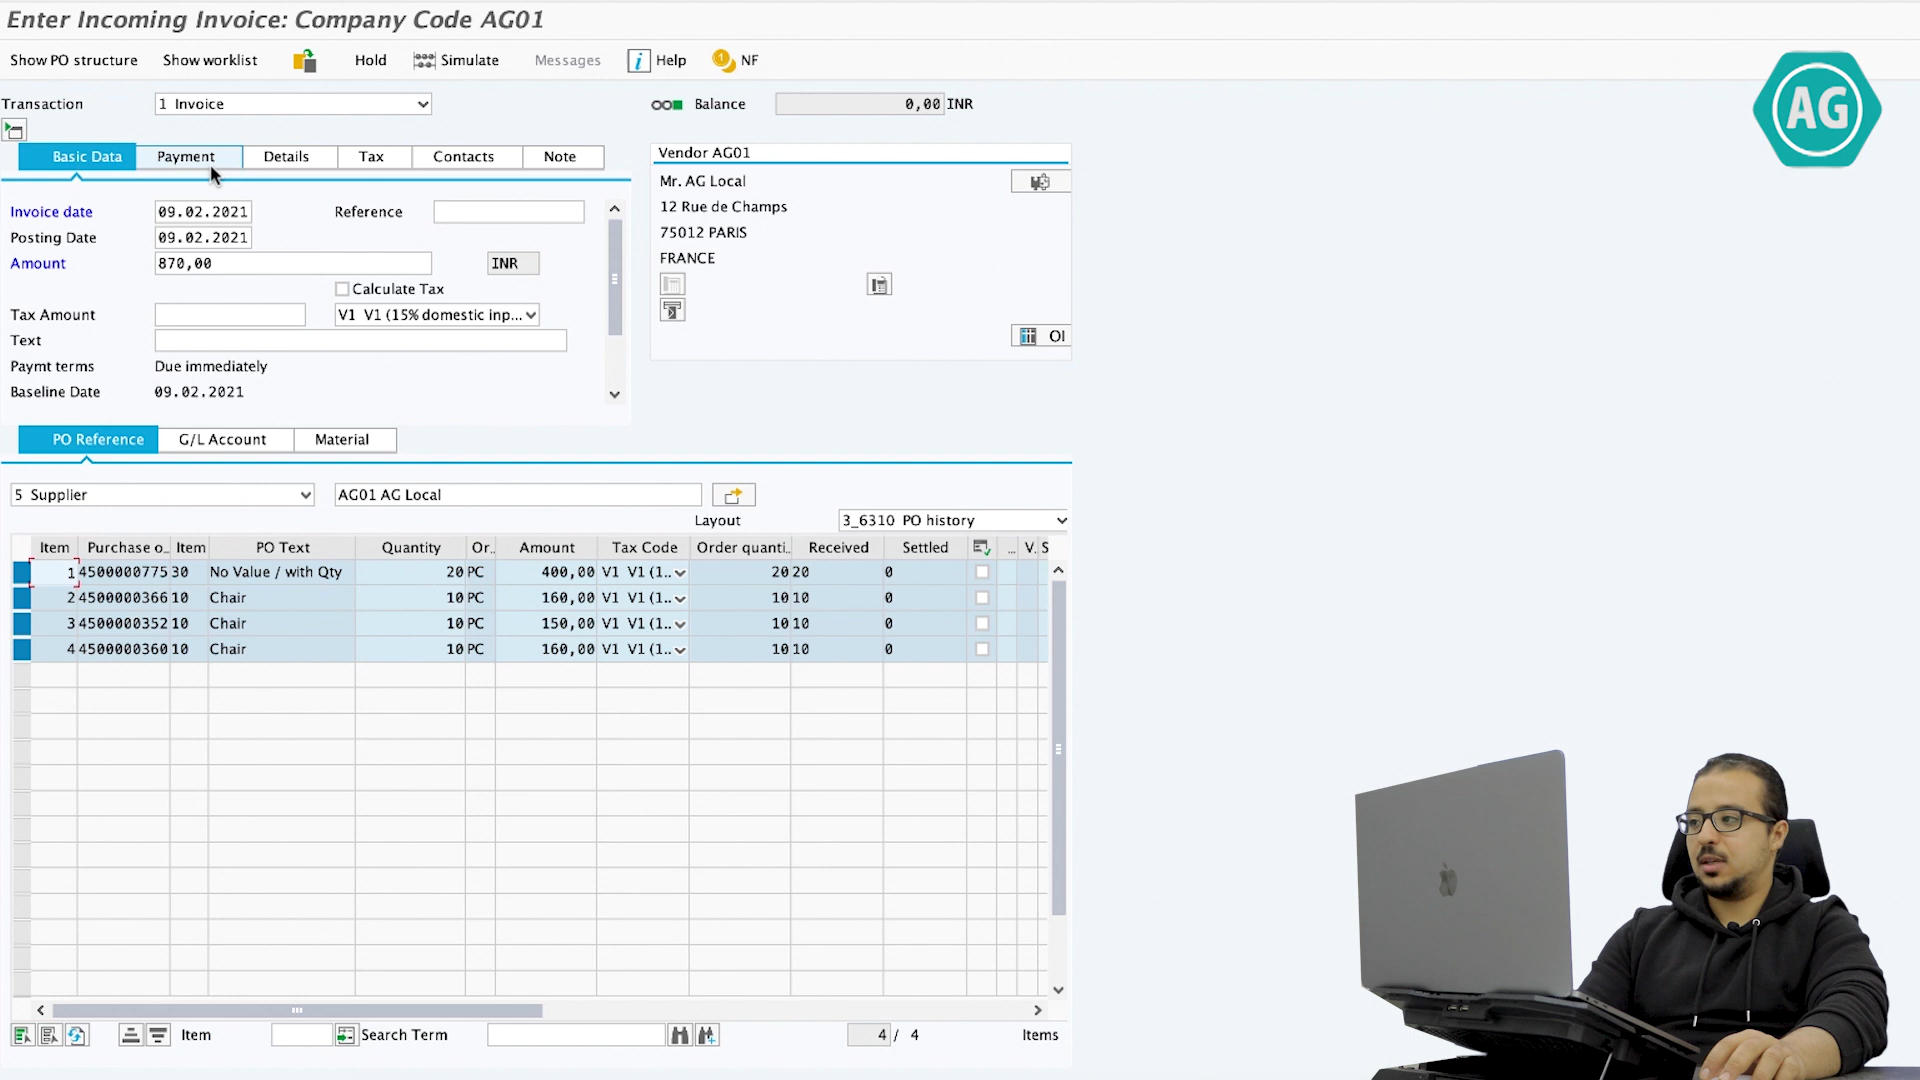 Enter Incoming Invoice: Company Code AG01
Show PO structure Show worklist Hold Simulate Messages i Help NF
AG
Transaction 1 Invoice Balance 0,00 INR
Basic Data Payment Details Tax Contacts Note
Vendor AG01
Mr. AG Local
12 Rue de Champs
75012 PARIS
FRANCE
OI
Invoice date 09.02.2021 Reference
Posting Date 09.02.2021
Amount 870,00 INR
Calculate Tax
Tax Amount V1 V1 (15% domestic inp...
Text
Paymt terms Due immediately
Baseline Date 09.02.2021
PO Reference G/L Account Material
5 Supplier AG01 AG Local
Layout 3_6310 PO history
Item Purchase o.. Item PO Text Quantity Or.. Amount Tax Code Order quanti.. Received Settled ... V. S
1 4500000775 30 No Value / with Qty 20 PC 400,00 V1 V1 (1.. 20 20 0
2 4500000366 10 Chair 10 PC 160,00 V1 V1 (1.. 10 10 0
3 4500000352 10 Chair 10 PC 150,00 V1 V1 (1.. 10 10 0
4 4500000360 10 Chair 10 PC 160,00 V1 V1 (1.. 10 10 0
Item Search Term 4 / 4 Items